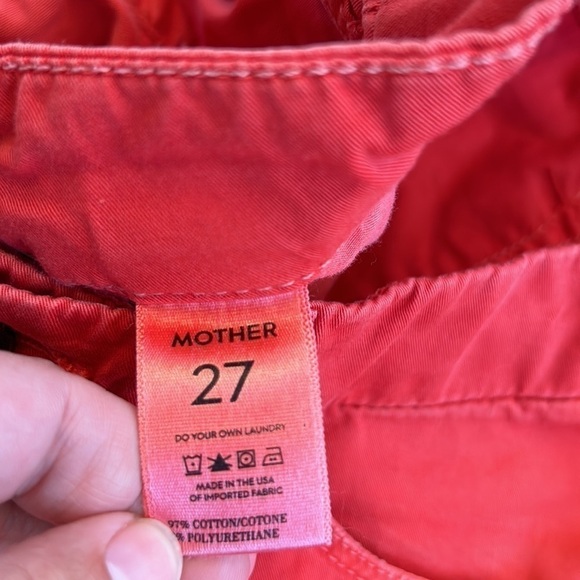 MOTHER
27
DO YOUR OWN LAUNDRY
MADE IN THE USA
OF IMPORTED FABRIC
97% COTTON/COTONE
% POLYURETHANE